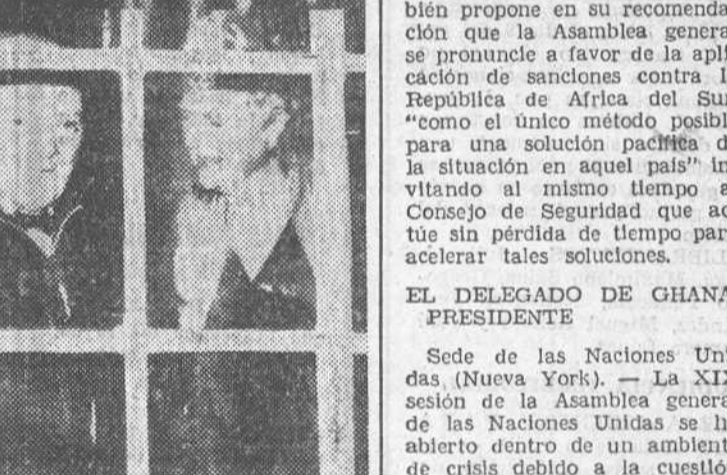 bién propone en su recomenda
ción que la Asamblea genera
se pronuncie a favor de la apli
cación de sanciones contra l
República de Africa del Su
"como el único método posibl
para una solución pacífica d
la situación en aquel país" in
vitando al mismo tiempo a
Consejo de Seguridad que ac
túe sin pérdida de tiempo par
acelerar tales soluciones.
EL DELEGADO DE GHANA
PRESIDENTE
Sede de las Naciones Uni
das (Nueva York). — La XIX
sesión de la Asamblea genera
de las Naciones Unidas se h
abierto dentro de un ambient
de crisis debido a la cuestió